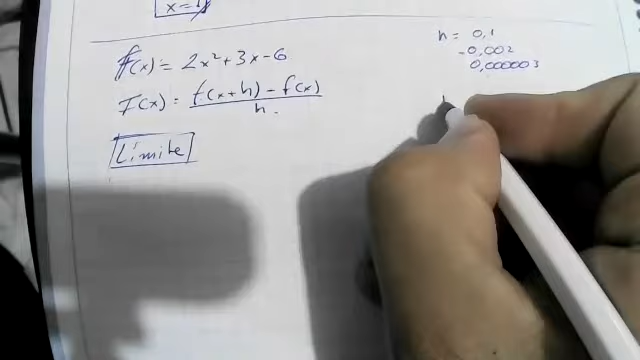 x = 1
f(x) = 2x² + 3x - 6
F(x) = f(x+h) - f(x)
h.
Limite
h = 0,1
-0,002
0,000003